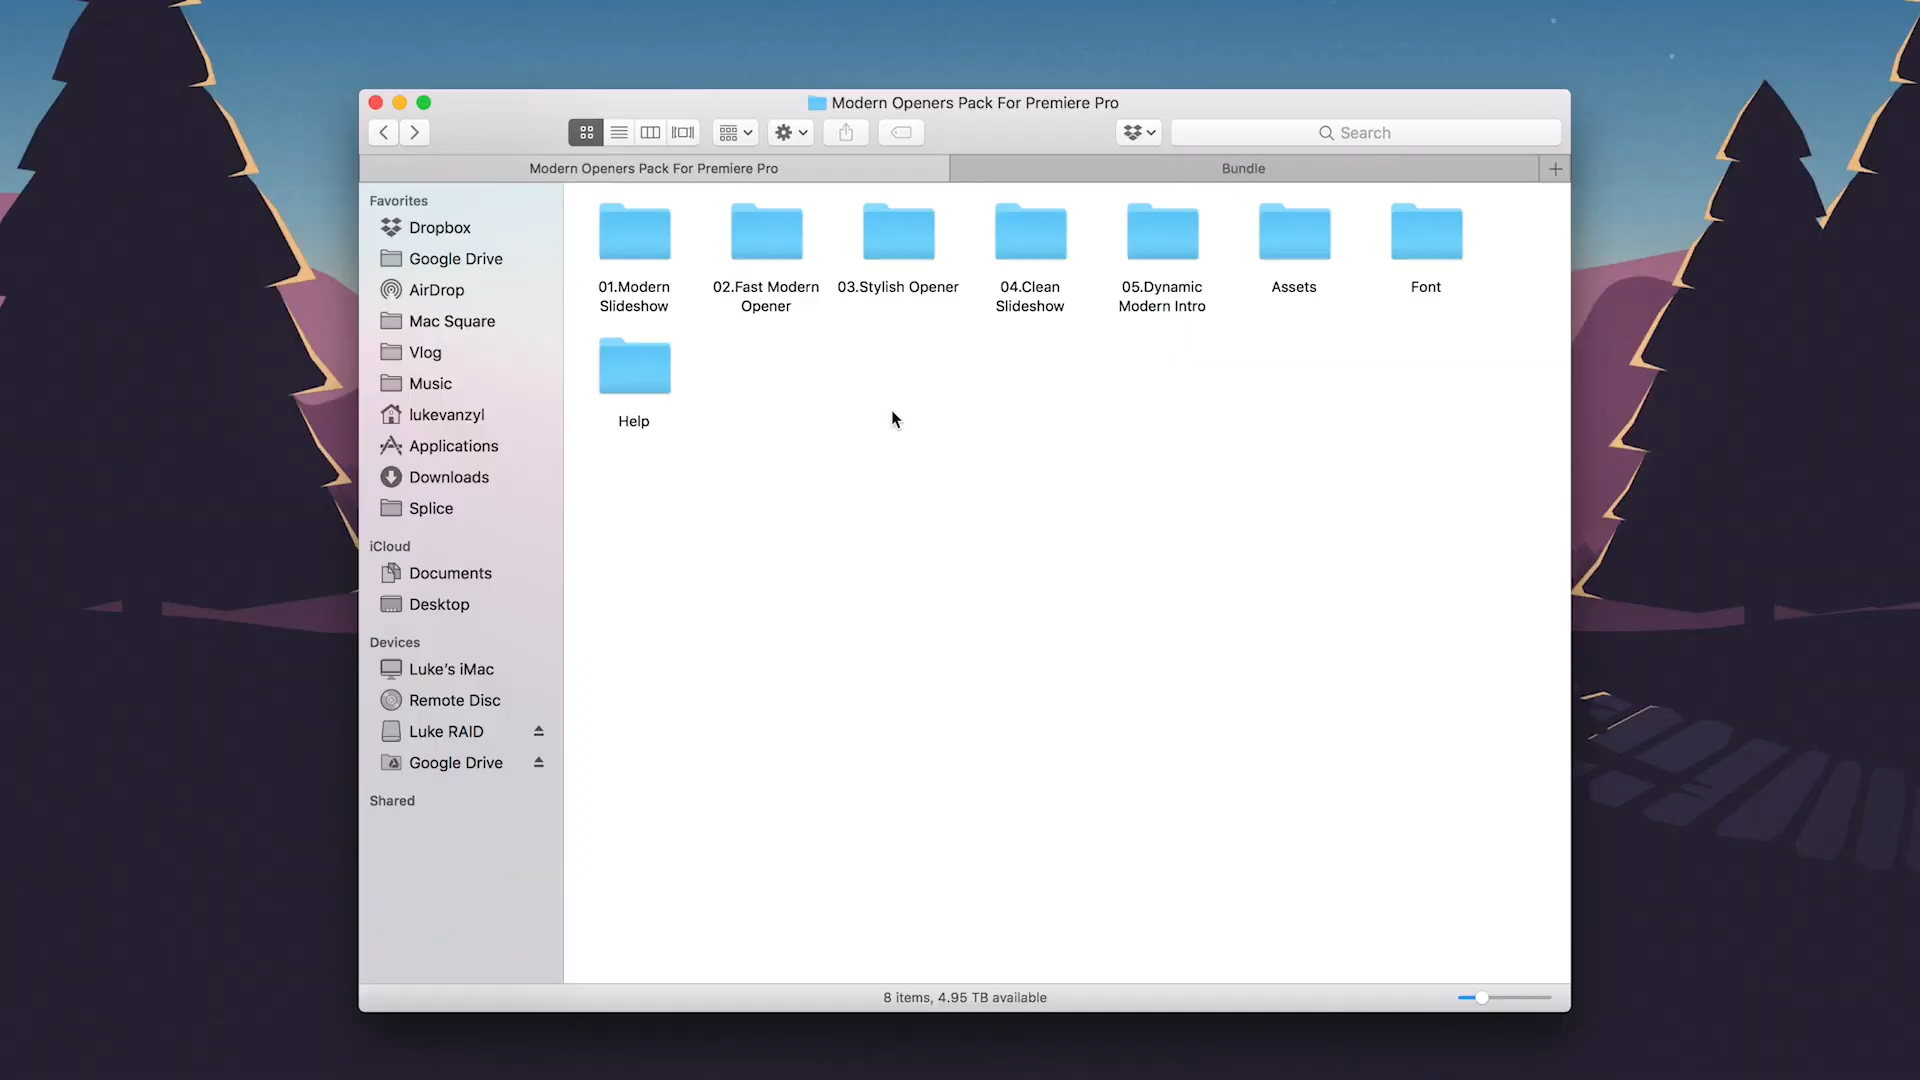 Modern Openers Pack For Premiere Pro
Search
Modern Openers Pack For Premiere Pro
Bundle
Favorites
Dropbox
Google Drive
AirDrop
Mac Square
Vlog
Music
lukevanzyl
Applications
Downloads
Splice
iCloud
Documents
Desktop
Devices
Luke's iMac
Remote Disc
Luke RAID
Google Drive
Shared
01.Modern
Slideshow
02.Fast Modern
Opener
03.Stylish Opener
04.Clean
Slideshow
05.Dynamic
Modern Intro
Assets
Font
Help
8 items, 4.95 TB available